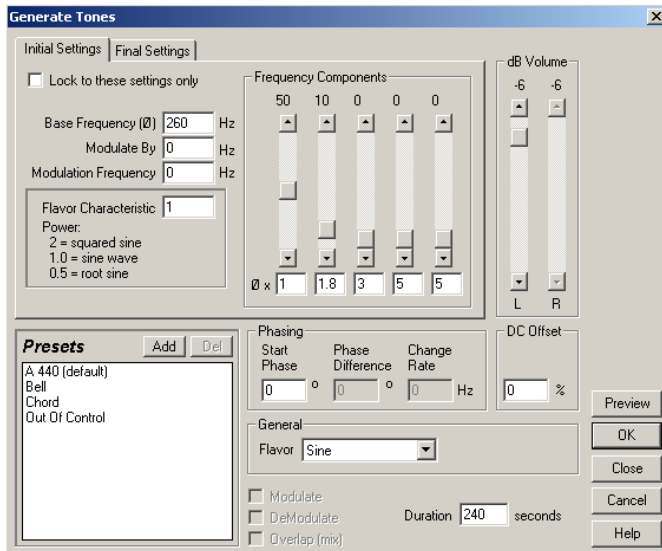 Generate Tones
Initial Settings Final Settings
Lock to these settings only
Base Frequency (Ø) 260 Hz
Modulate By 0 Hz
Modulation Frequency 0 Hz
Flavor Characteristic 1
Power:
2 = squared sine
1.0 = sine wave
0.5 = root sine
Frequency Components
50 10 0 0 0
Ø x 1 1.8 3 5 5
dB Volume
-6 -6
L R
Presets Add Del
A 440 (default)
Bell
Chord
Out Of Control
Phasing
Start Phase Phase Difference Change Rate
0 ° 0 ° 0 Hz
DC Offset
0 %
General
Flavor Sine
Modulate
DeModulate
Overlap (mix)
Duration 240 seconds
Preview
OK
Close
Cancel
Help